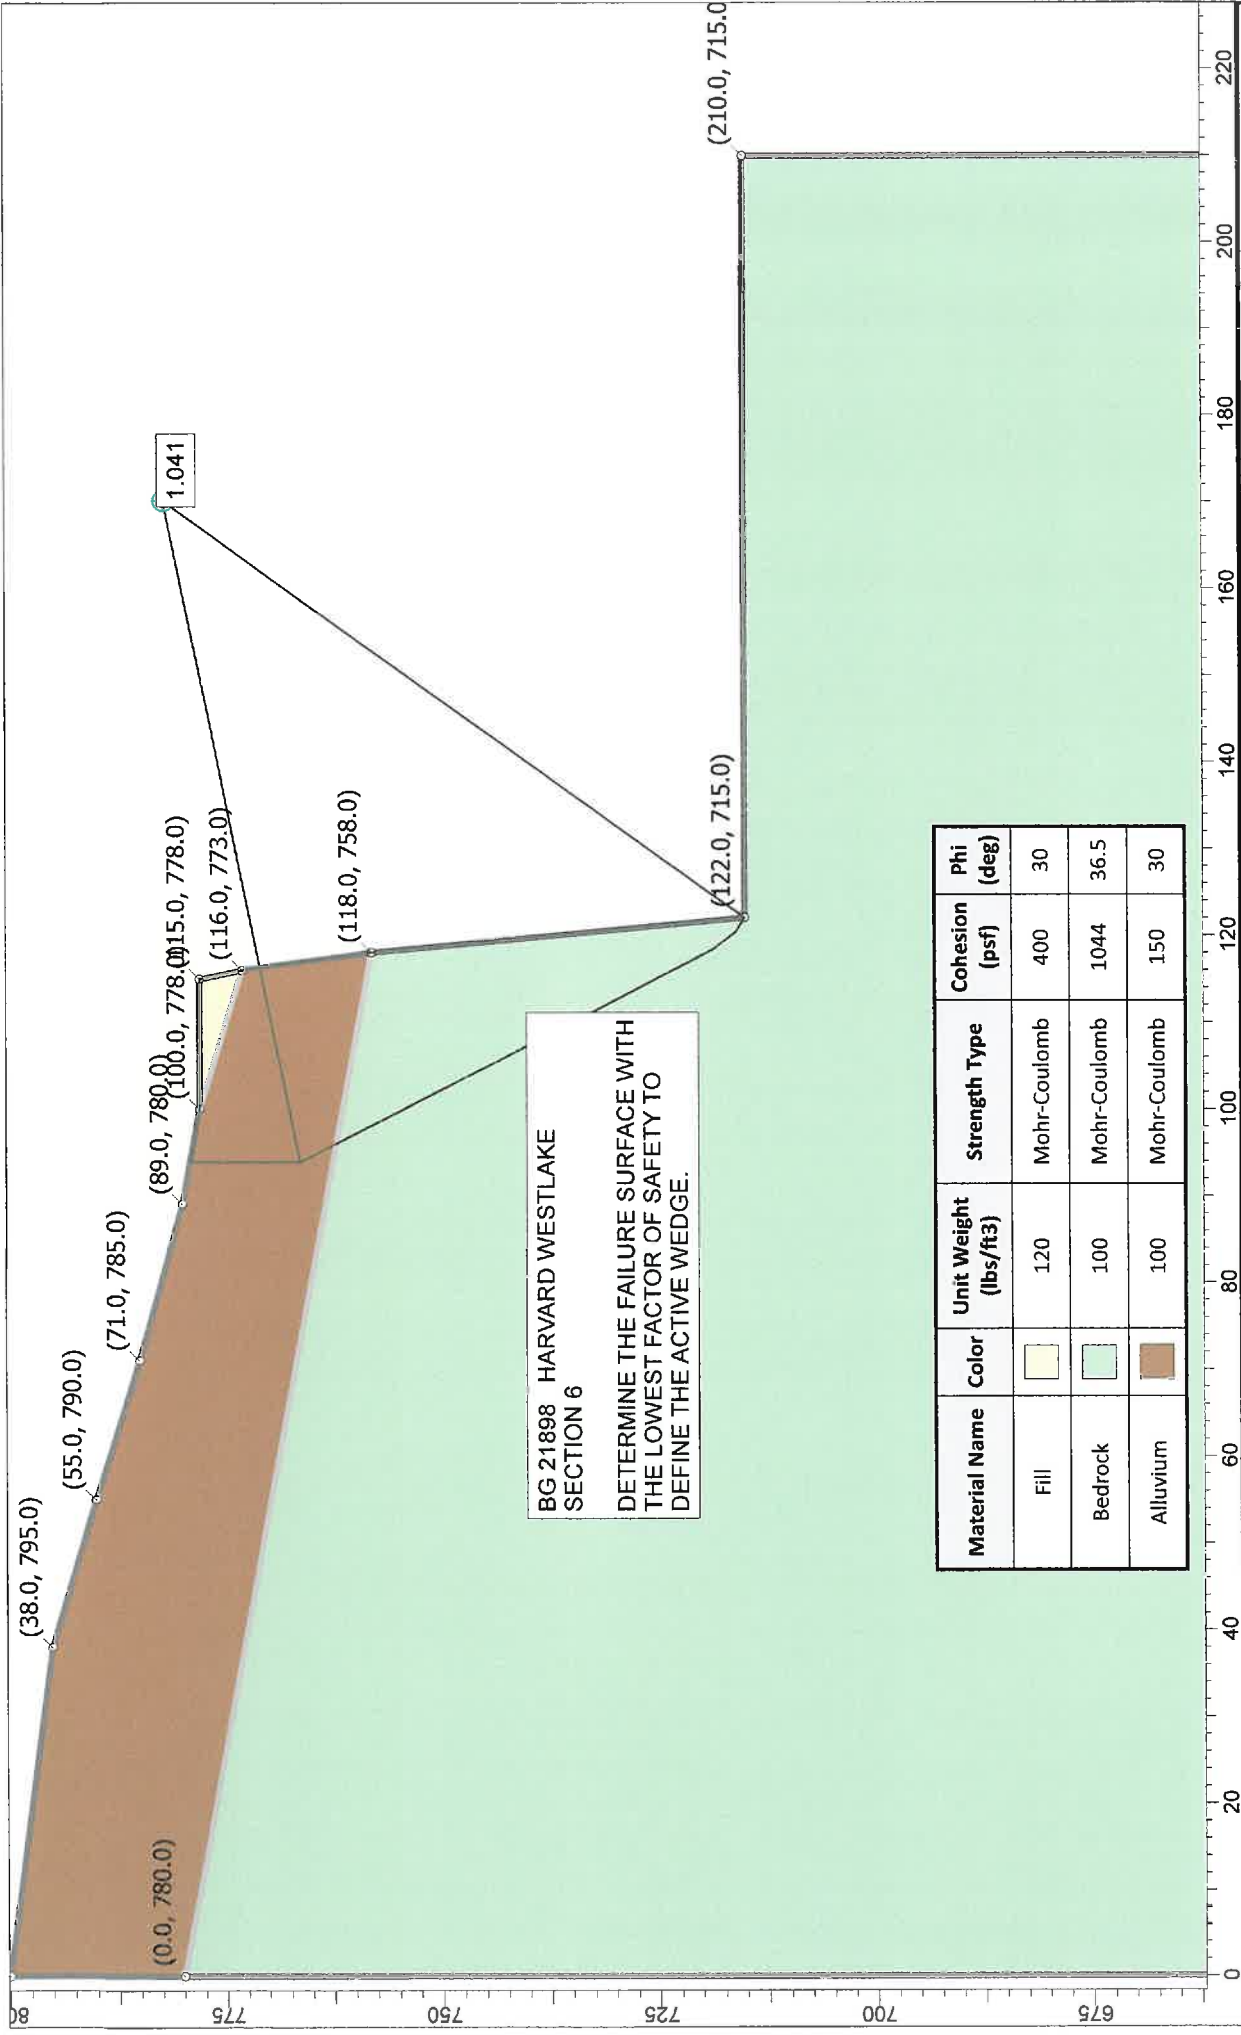 (38.0, 795.0)
(55.0, 790.0)
(71.0, 785.0)
(89.0, 780.0)
(100.0, 778.0)
(115.0, 778.0)
(116.0, 773.0)
(118.0, 758.0)
(122.0, 715.0)
(210.0, 715.0)
(0.0, 780.0)
1.041
BG 21898 HARVARD WESTLAKE
SECTION 6
DETERMINE THE FAILURE SURFACE WITH
THE LOWEST FACTOR OF SAFETY TO
DEFINE THE ACTIVE WEDGE.
Material Name Color Unit Weight (lbs/ft3) Strength Type Cohesion (psf) Phi (deg)
Fill 120 Mohr-Coulomb 400 30
Bedrock 100 Mohr-Coulomb 1044 36.5
Alluvium 100 Mohr-Coulomb 150 30
775
750
725
700
675
0 20 40 60 80 100 120 140 160 180 200 220